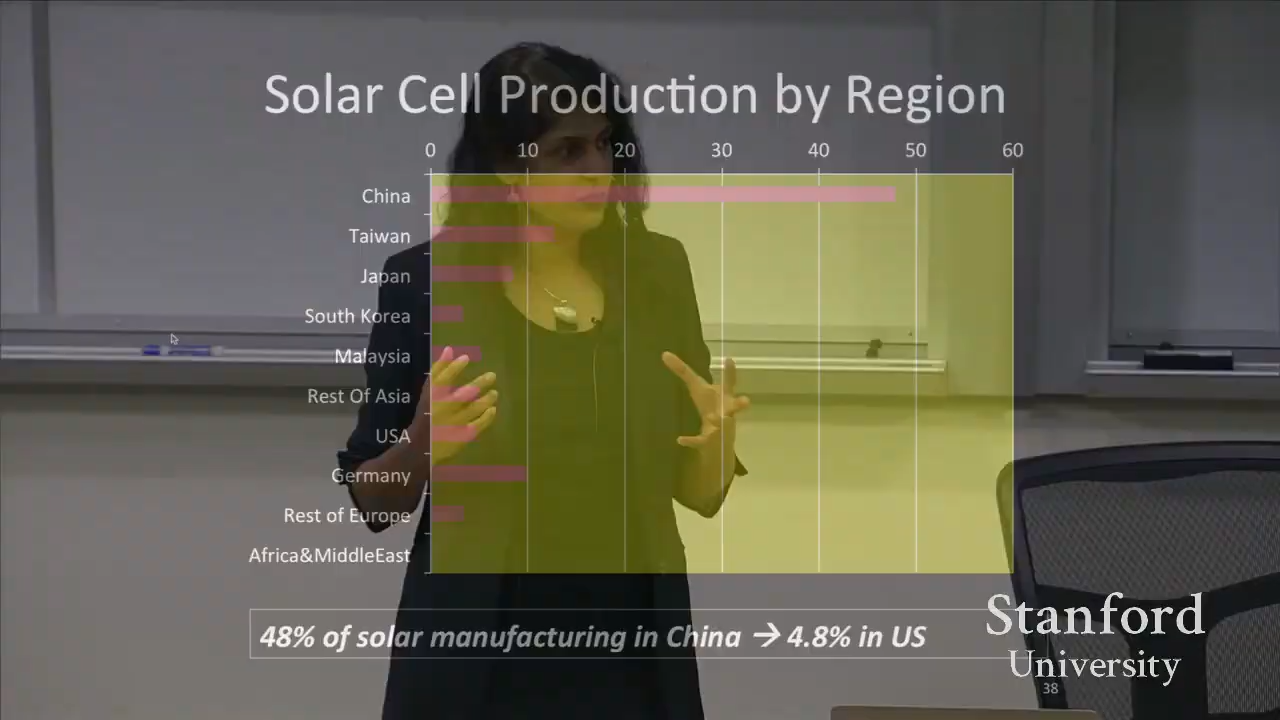 Solar Cell Production by Region
0 10 20 30 40 50 60
China
Taiwan
Japan
South Korea
Malaysia
Rest Of Asia
USA
Germany
Rest of Europe
Africa&MiddleEast
48% of solar manufacturing in China → 4.8% in US
Stanford
University
38